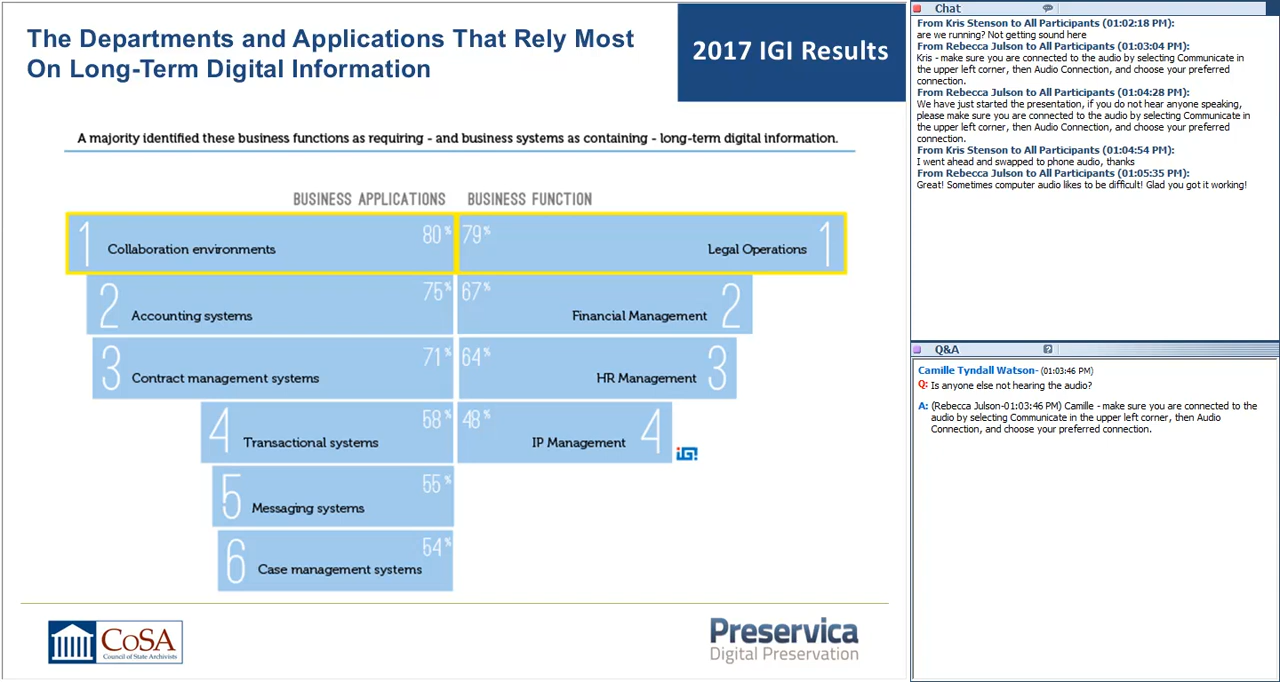 The Departments and Applications That Rely Most
On Long-Term Digital Information
2017 IGI Results
A majority identified these business functions as requiring - and business systems as containing - long-term digital information.
BUSINESS APPLICATIONS
BUSINESS FUNCTION
1 Collaboration environments 80%
79% Legal Operations 1
2 Accounting systems 75%
67% Financial Management 2
3 Contract management systems 71%
64% HR Management 3
4 Transactional systems 58%
48% IP Management 4
iG!
5 Messaging systems 55%
6 Case management systems 54%
CoSA
Council of State Archivists
Preservica
Digital Preservation
Chat
From Kris Stenson to All Participants (01:02:18 PM):
are we running? Not getting sound here
From Rebecca Julson to All Participants (01:03:04 PM):
Kris - make sure you are connected to the audio by selecting Communicate in
the upper left corner, then Audio Connection, and choose your preferred
connection.
From Rebecca Julson to All Participants (01:04:28 PM):
We have just started the presentation, if you do not hear anyone speaking,
please make sure you are connected to the audio by selecting Communicate in
the upper left corner, then Audio Connection, and choose your preferred
connection.
From Kris Stenson to All Participants (01:04:54 PM):
I went ahead and swapped to phone audio, thanks
From Rebecca Julson to All Participants (01:05:35 PM):
Great! Sometimes computer audio likes to be difficult! Glad you got it working!
Q&A
Camille Tyndall Watson- (01:03:46 PM)
Q: Is anyone else not hearing the audio?
A: (Rebecca Julson-01:03:46 PM) Camille - make sure you are connected to the
audio by selecting Communicate in the upper left corner, then Audio
Connection, and choose your preferred connection.